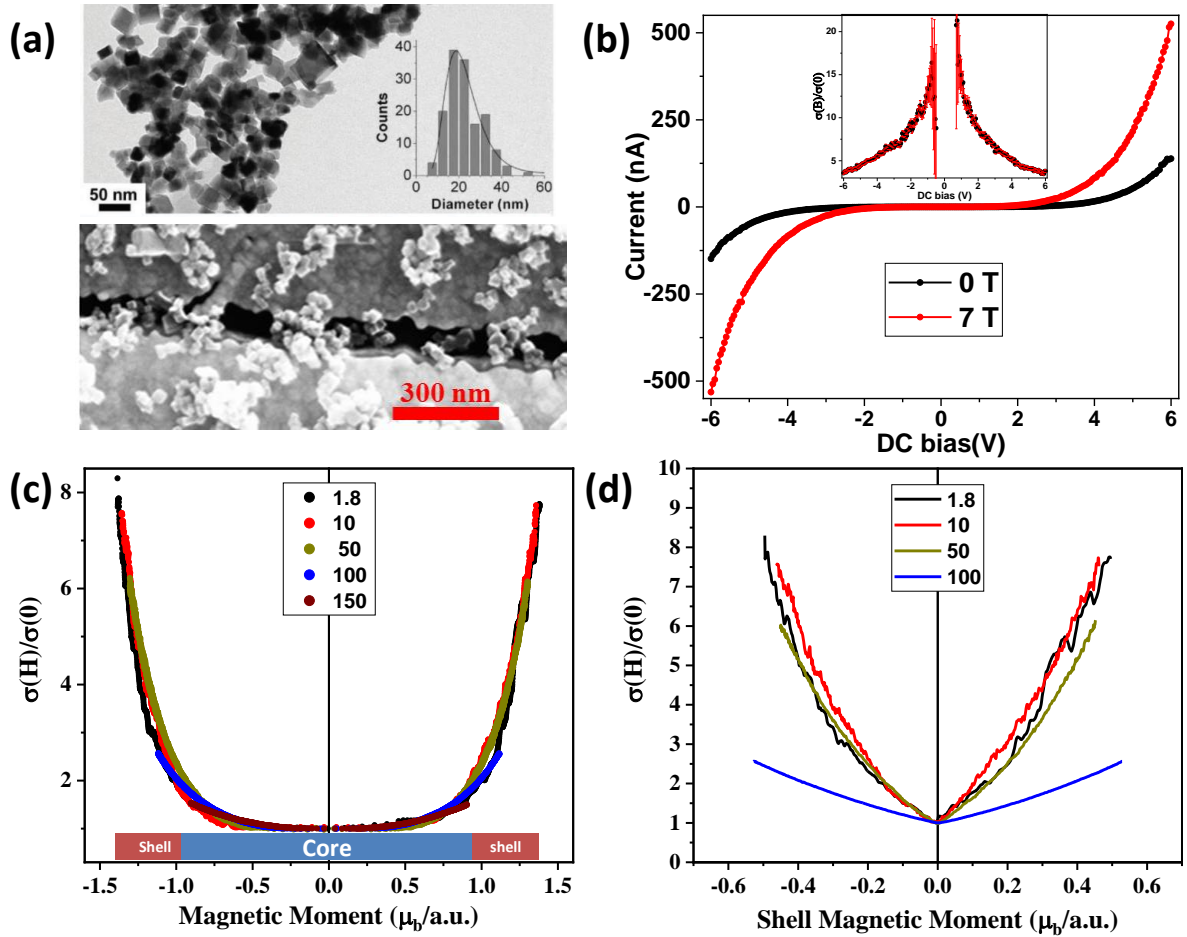 (a)
50 nm
40
30
20
10
0
Counts
0 20 40 60
Diameter (nm)
300 nm
(b)
500
250
0
-250
-500
Current (nA)
-6 -4 -2 0 2 4 6
DC bias(V)
0 T
7 T
20
15
10
5
σ(B)/σ(0)
-6 -4 -2 0 2 4 6
DC bias (V)
(c)
8
6
4
2
σ(H)/σ(0)
1.8
10
50
100
150
Shell Core shell
-1.5 -1.0 -0.5 0.0 0.5 1.0 1.5
Magnetic Moment (μb/a.u.)
(d)
10
9
8
7
6
5
4
3
2
1
0
σ(H)/σ(0)
1.8
10
50
100
-0.6 -0.4 -0.2 0.0 0.2 0.4 0.6
Shell Magnetic Moment (μb/a.u.)